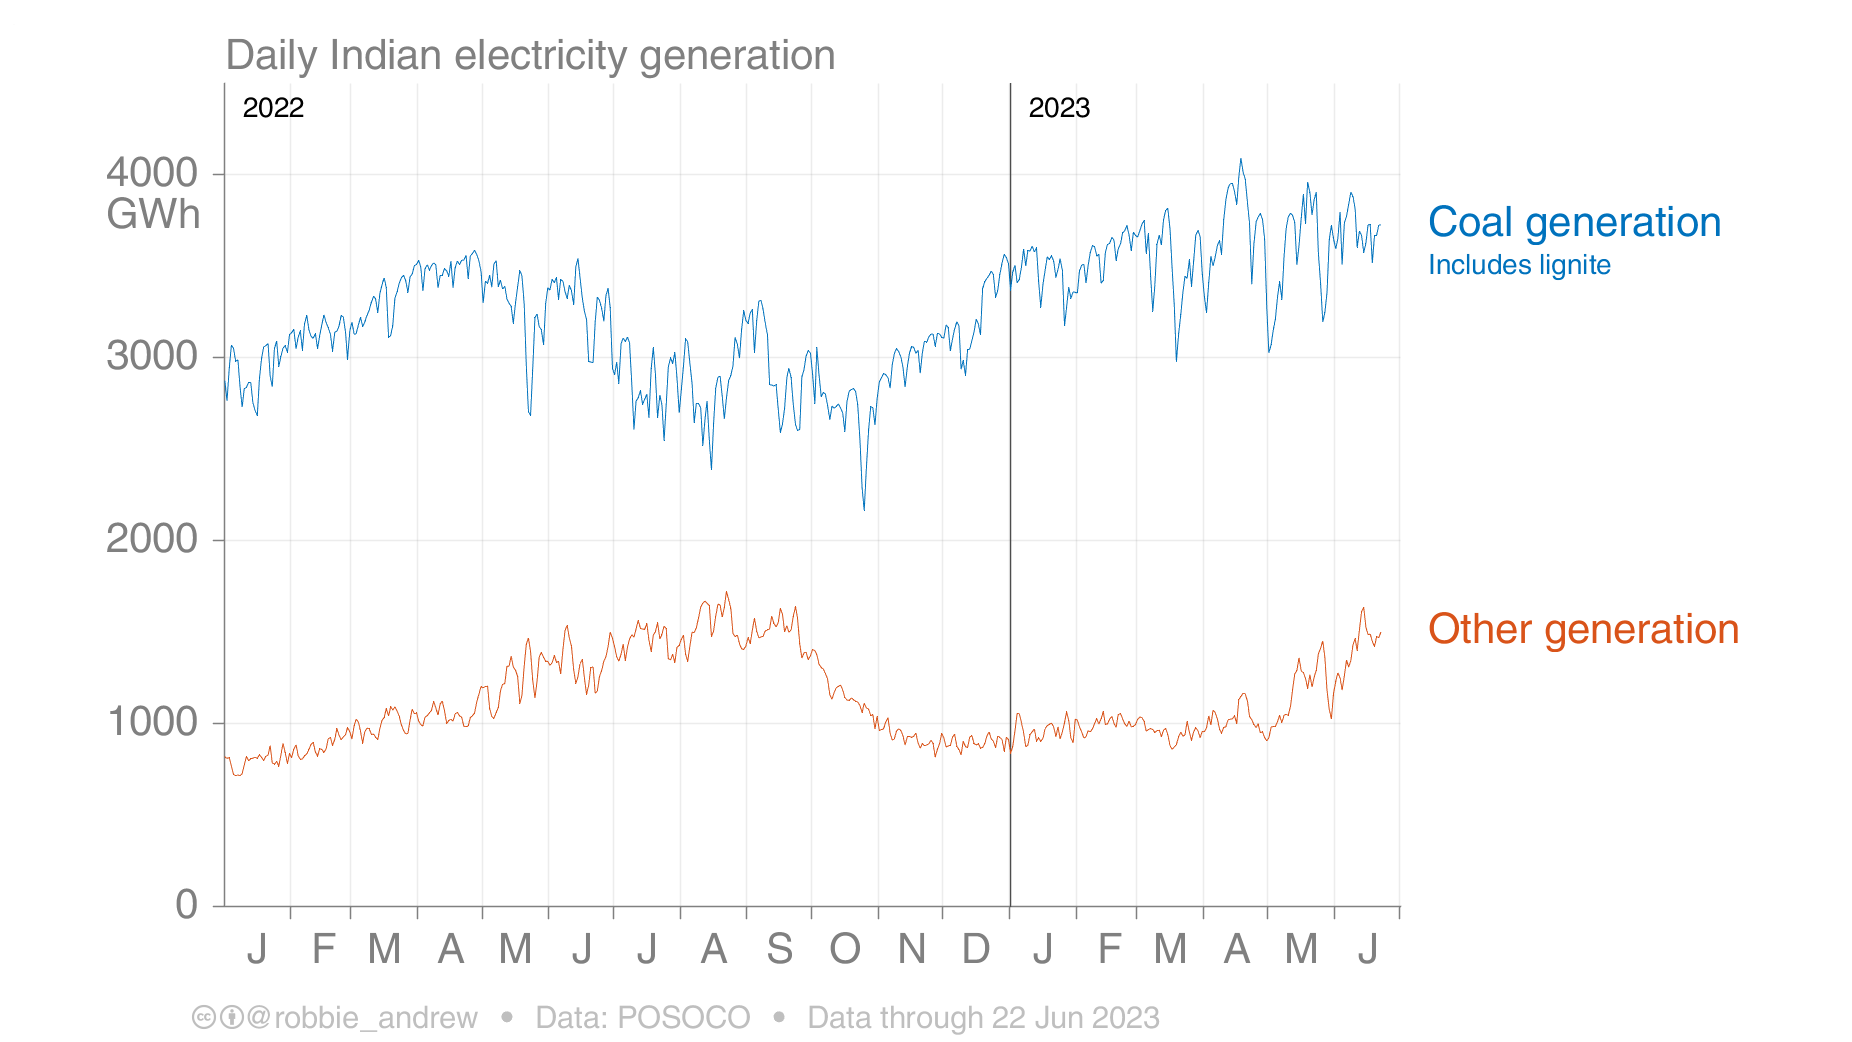 Daily Indian electricity generation
2022
2023
4000
GWh
3000
2000
1000
0
Coal generation
Includes lignite
Other generation
J F M A M J J A S O N D J F M A M J
cc @robbie_andrew • Data: POSOCO • Data through 22 Jun 2023